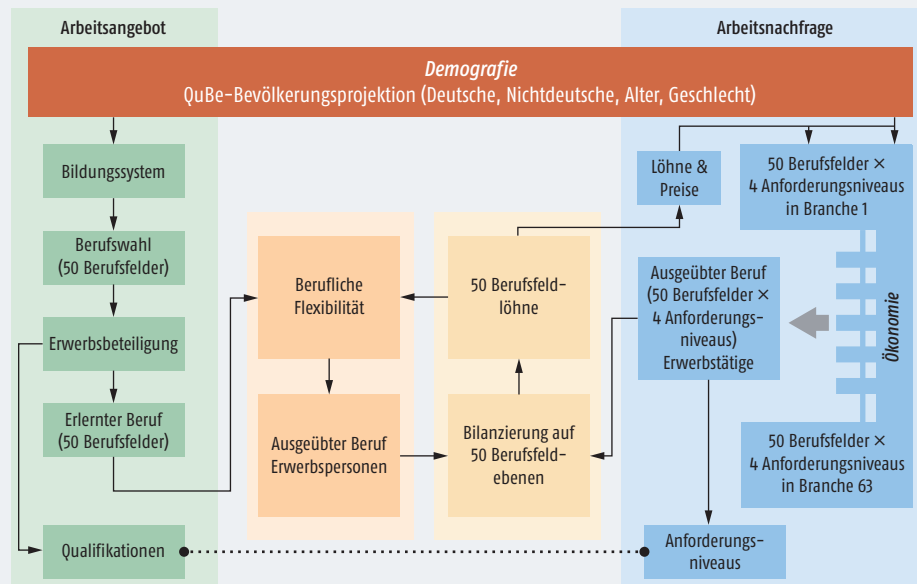 Arbeitsangebot
Arbeitsnachfrage
Demografie
QuBe-Bevölkerungsprojektion (Deutsche, Nichtdeutsche, Alter, Geschlecht)
Bildungssystem
Berufswahl
(50 Berufsfelder)
Erwerbsbeteiligung
Erlernter Beruf
(50 Berufsfelder)
Qualifikationen
Berufliche
Flexibilität
Ausgeübter Beruf
Erwerbspersonen
50 Berufsfeld-
löhne
Bilanzierung auf
50 Berufsfeld-
ebenen
Löhne &
Preise
Ausgeübter Beruf
(50 Berufsfelder ×
4 Anforderungs-
niveaus)
Erwerbstätige
Anforderungs-
niveaus
50 Berufsfelder ×
4 Anforderungsniveaus
in Branche 1
Ökonomie
50 Berufsfelder ×
4 Anforderungsniveaus
in Branche 63